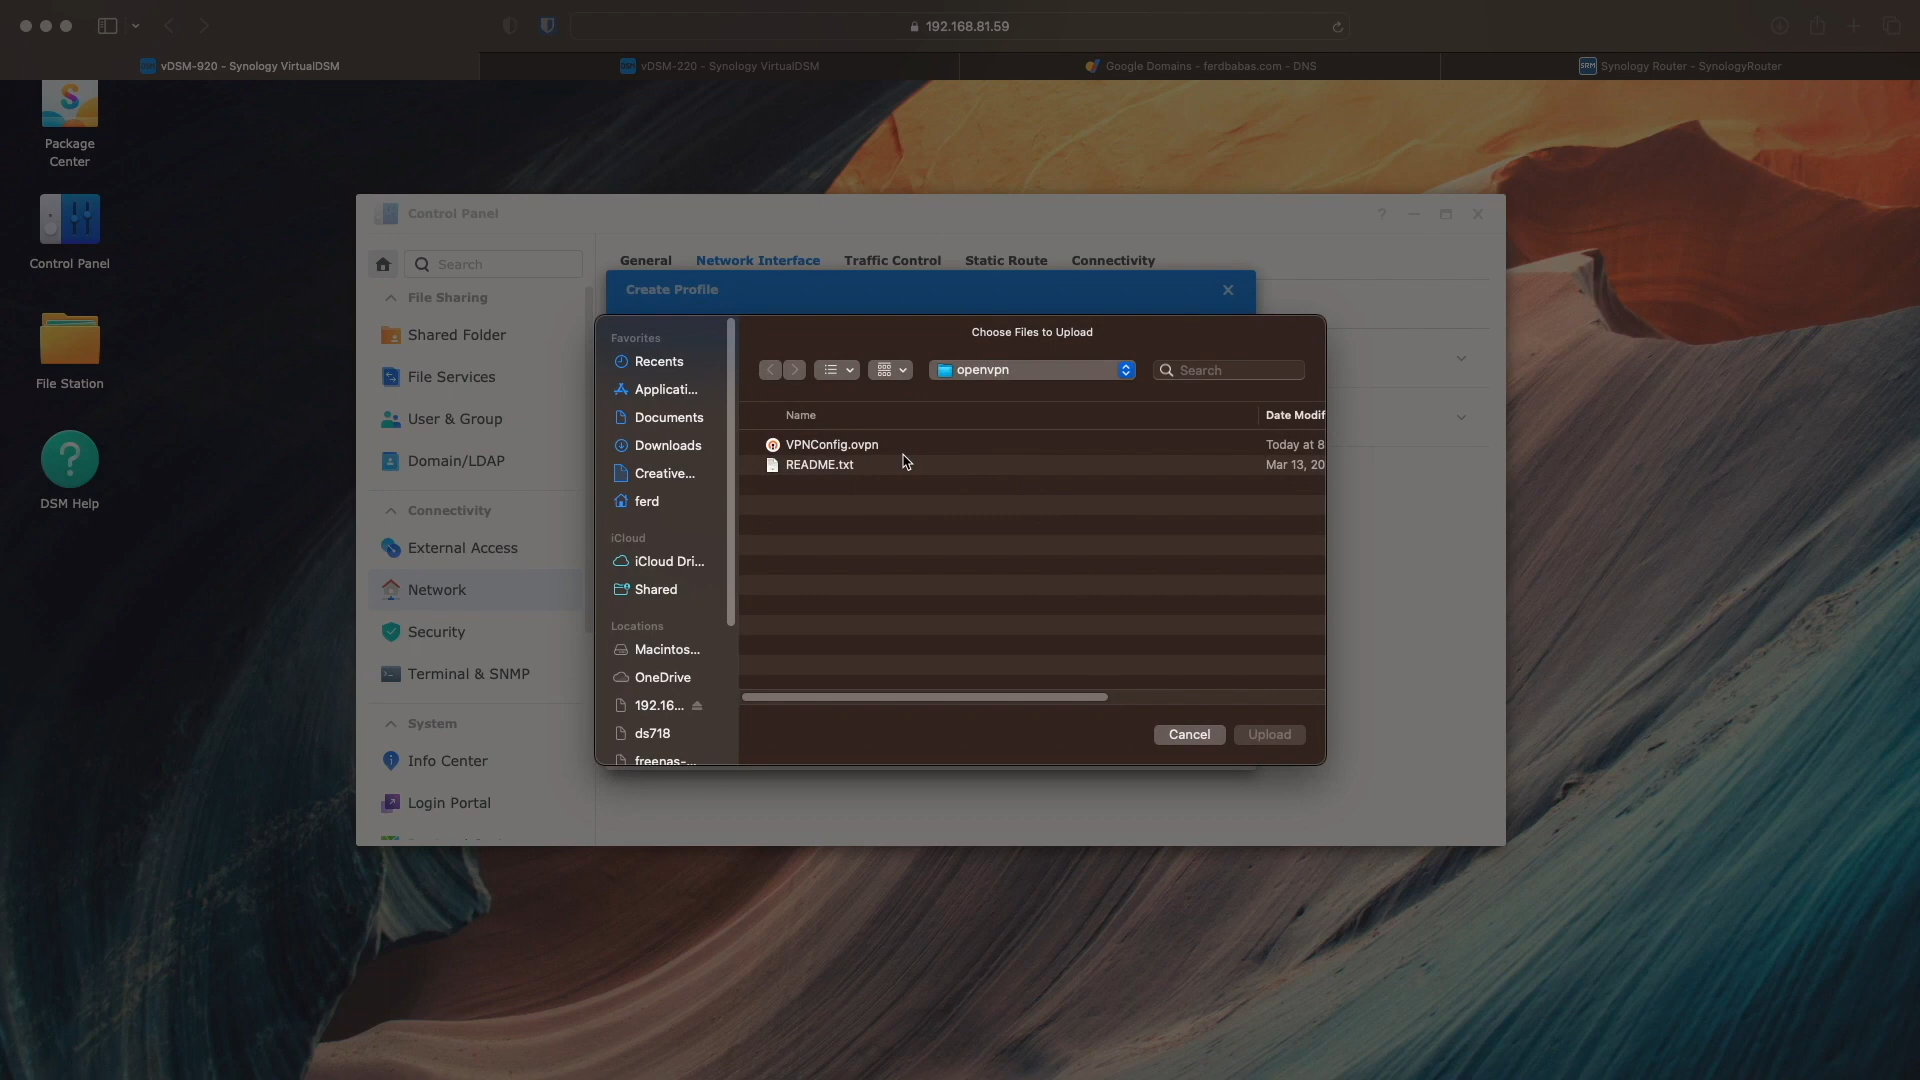 192.168.81.59
vDSM-920 - Synology VirtualDSM
vDSM-220 - Synology VirtualDSM
Google Domains - ferdbabas.com - DNS
SRM
Synology Router - SynologyRouter
Package
Center
Control Panel
File Station
DSM Help
Control Panel
Search
File Sharing
Shared Folder
File Services
User & Group
Domain/LDAP
Connectivity
External Access
Network
Security
Terminal & SNMP
System
Info Center
Login Portal
General
Network Interface
Traffic Control
Static Route
Connectivity
Create Profile
Favorites
Recents
Applicati...
Documents
Downloads
Creative...
ferd
iCloud
iCloud Dri...
Shared
Locations
Macintos...
OneDrive
192.16...
ds718
freenas-...
Choose Files to Upload
openvpn
Search
Name
Date Modif
VPNConfig.ovpn
Today at 8
README.txt
Mar 13, 20
Cancel
Upload